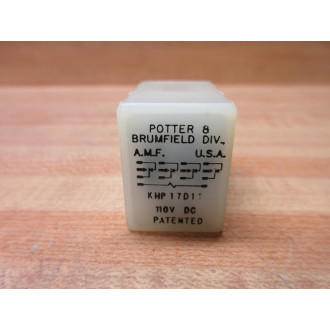 POTTER &
BRUMFIELD DIV.,
A.M.F. U.S.A.
KHP17D11
110V DC
PATENTED